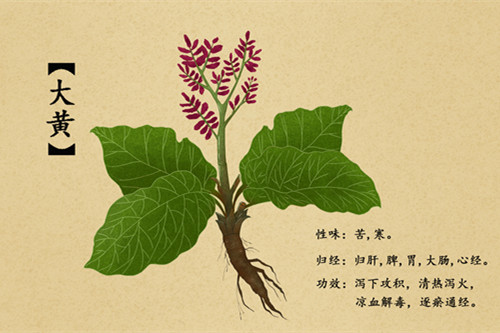 【大黄】
性味：苦,寒。
归经：归肝,脾,胃,大肠,心经。
功效：泻下攻积，清热泻火，
凉血解毒，逐瘀通经。